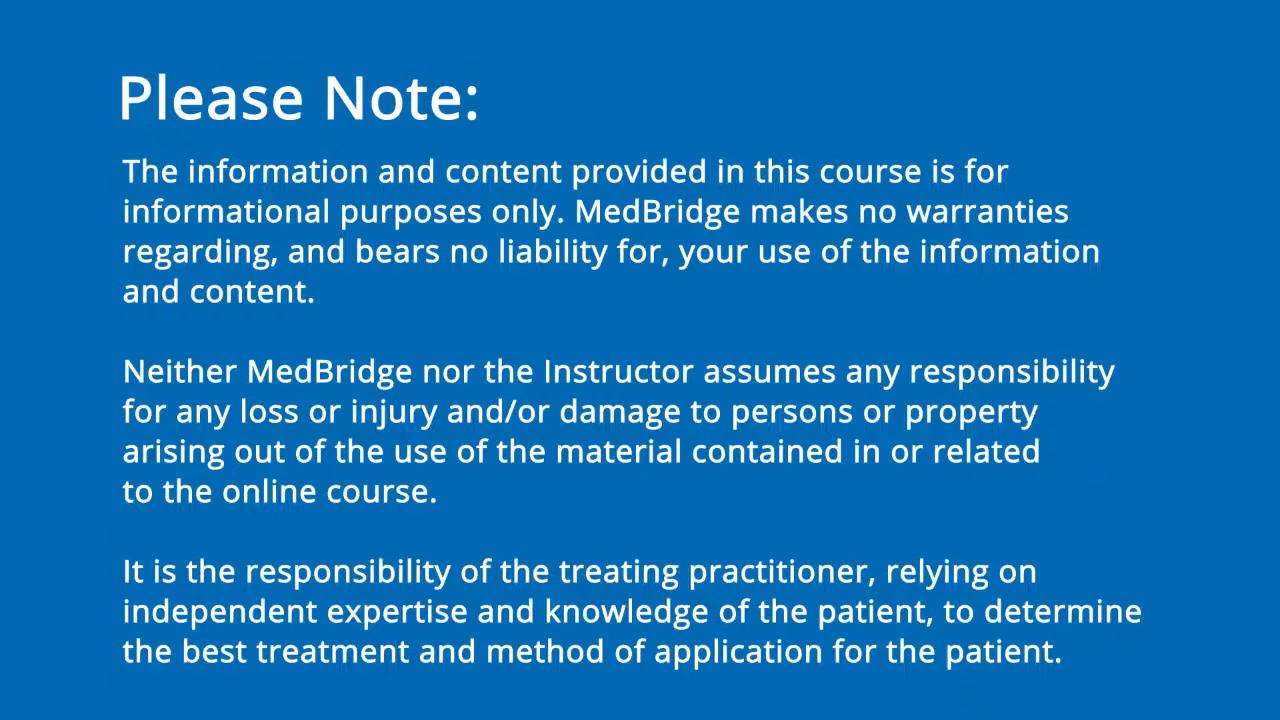 Please Note:
The information and content provided in this course is for
informational purposes only. MedBridge makes no warranties
regarding, and bears no liability for, your use of the information
and content.
Neither MedBridge nor the Instructor assumes any responsibility
for any loss or injury and/or damage to persons or property
arising out of the use of the material contained in or related
to the online course.
It is the responsibility of the treating practitioner, relying on
independent expertise and knowledge of the patient, to determine
the best treatment and method of application for the patient.